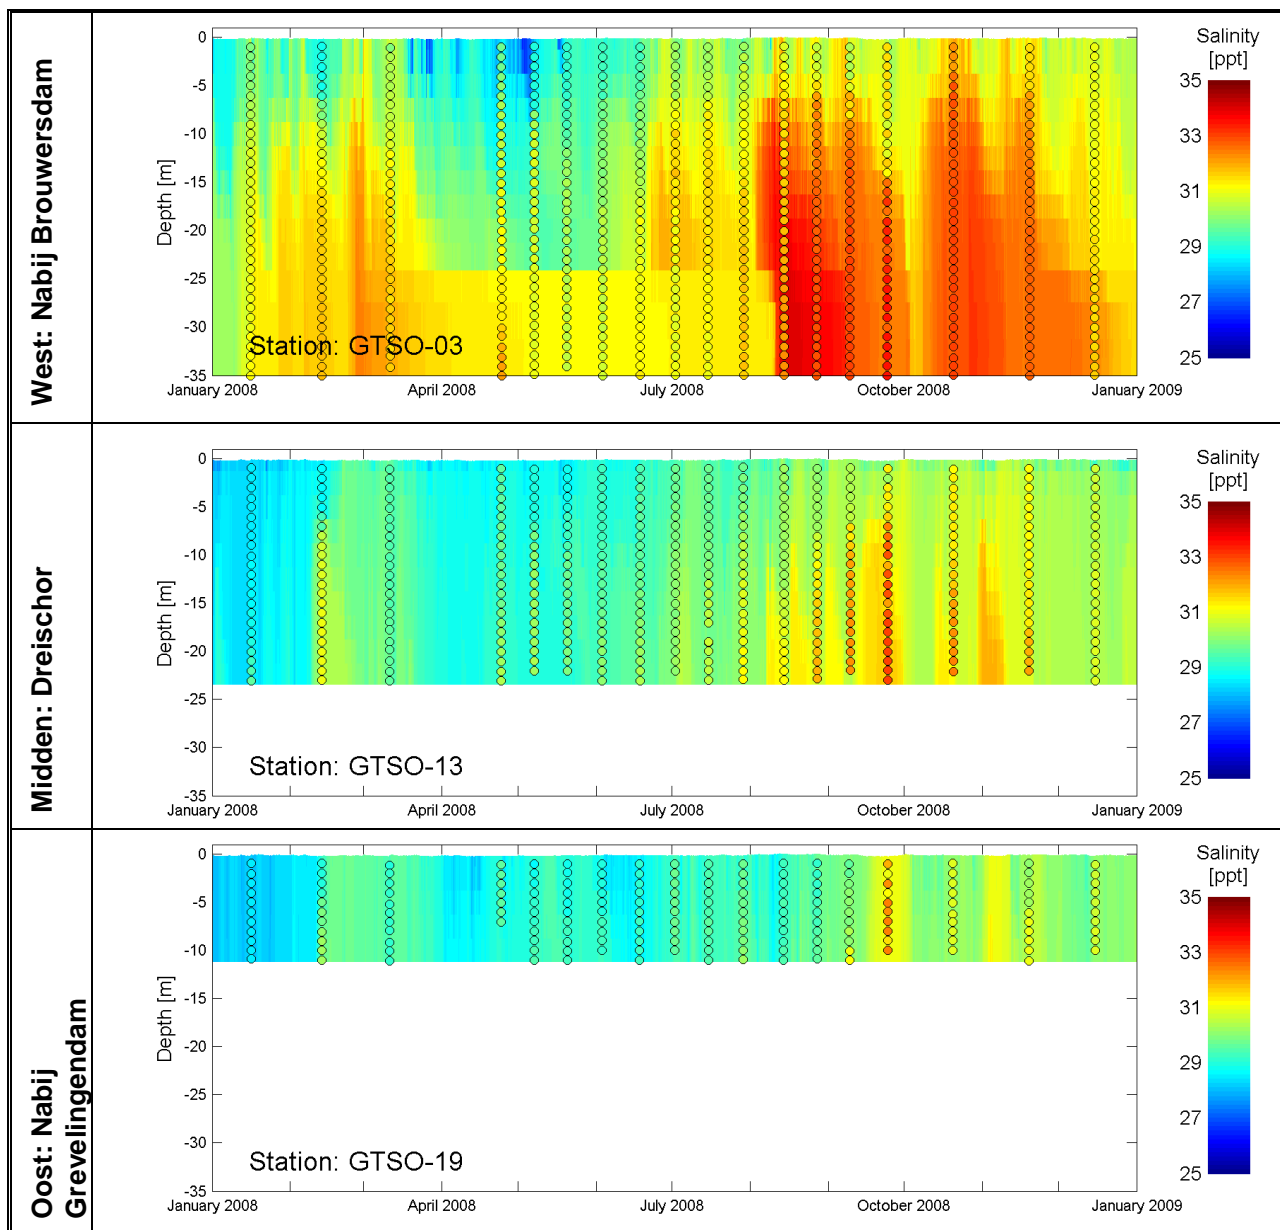 West: Nabij Brouwersdam
0
-5
-10
-15
-20
-25
-30
-35
Depth [m]
Station: GTSO-03
January 2008
April 2008
July 2008
October 2008
January 2009
Salinity
[ppt]
35
33
31
29
27
25
Midden: Dreischor
0
-5
-10
-15
-20
-25
-30
-35
Depth [m]
Station: GTSO-13
January 2008
April 2008
July 2008
October 2008
January 2009
Salinity
[ppt]
35
33
31
29
27
25
Oost: Nabij
Grevelingendam
0
-5
-10
-15
-20
-25
-30
-35
Depth [m]
Station: GTSO-19
January 2008
April 2008
July 2008
October 2008
January 2009
Salinity
[ppt]
35
33
31
29
27
25